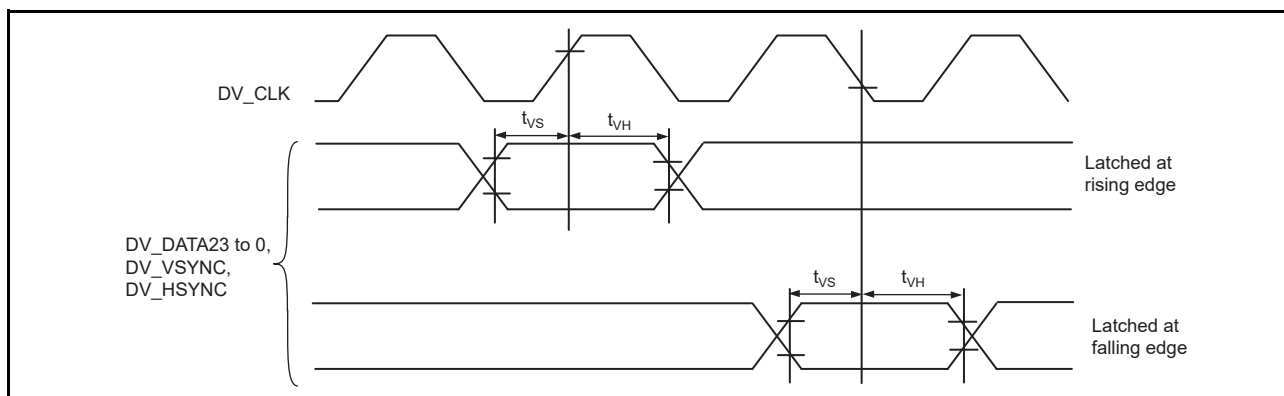 DV_CLK
tVS
tVH
Latched at
rising edge
DV_DATA23 to 0,
DV_VSYNC,
DV_HSYNC
tVS
tVH
Latched at
falling edge